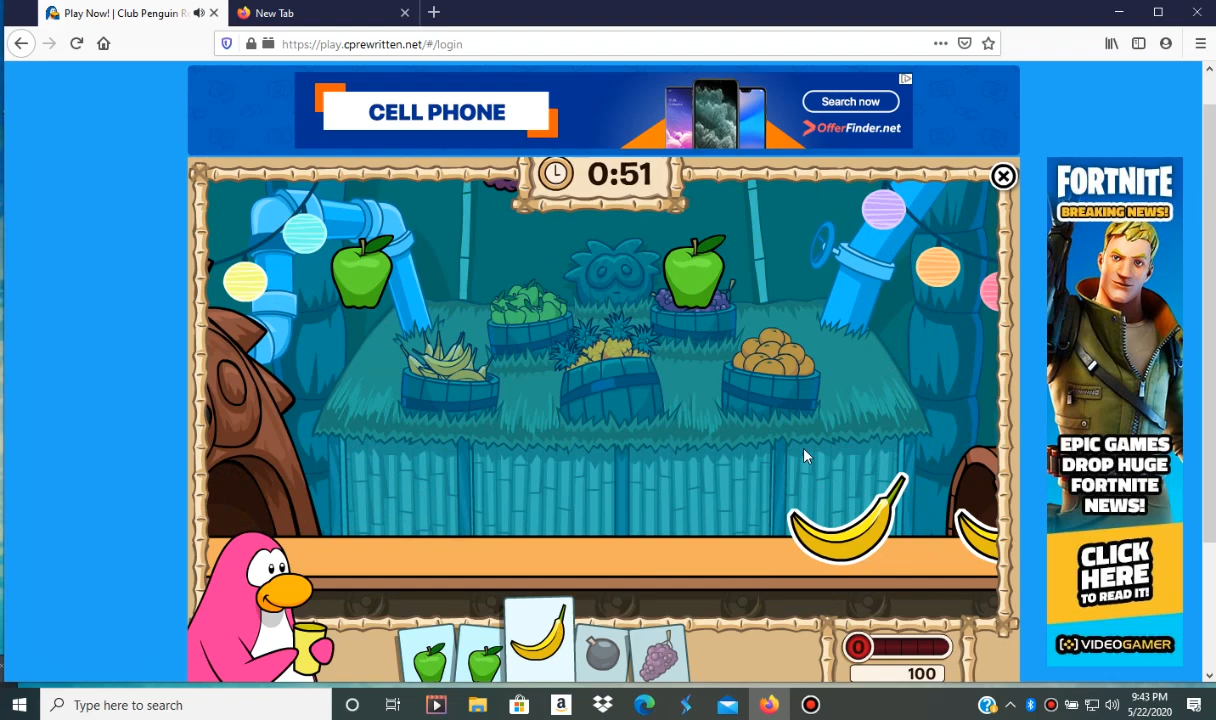 Play Now! | Club Penguin Re
New Tab
https://play.cprewritten.net/#/login
CELL PHONE
Search now
OfferFinder.net
0:51
FORTNITE
BREAKING NEWS!
EPIC GAMES
DROP HUGE
FORTNITE
NEWS!
CLICK
HERE
TO READ IT!
VIDEOGAMER
0
100
Type here to search
9:43 PM
5/22/2020